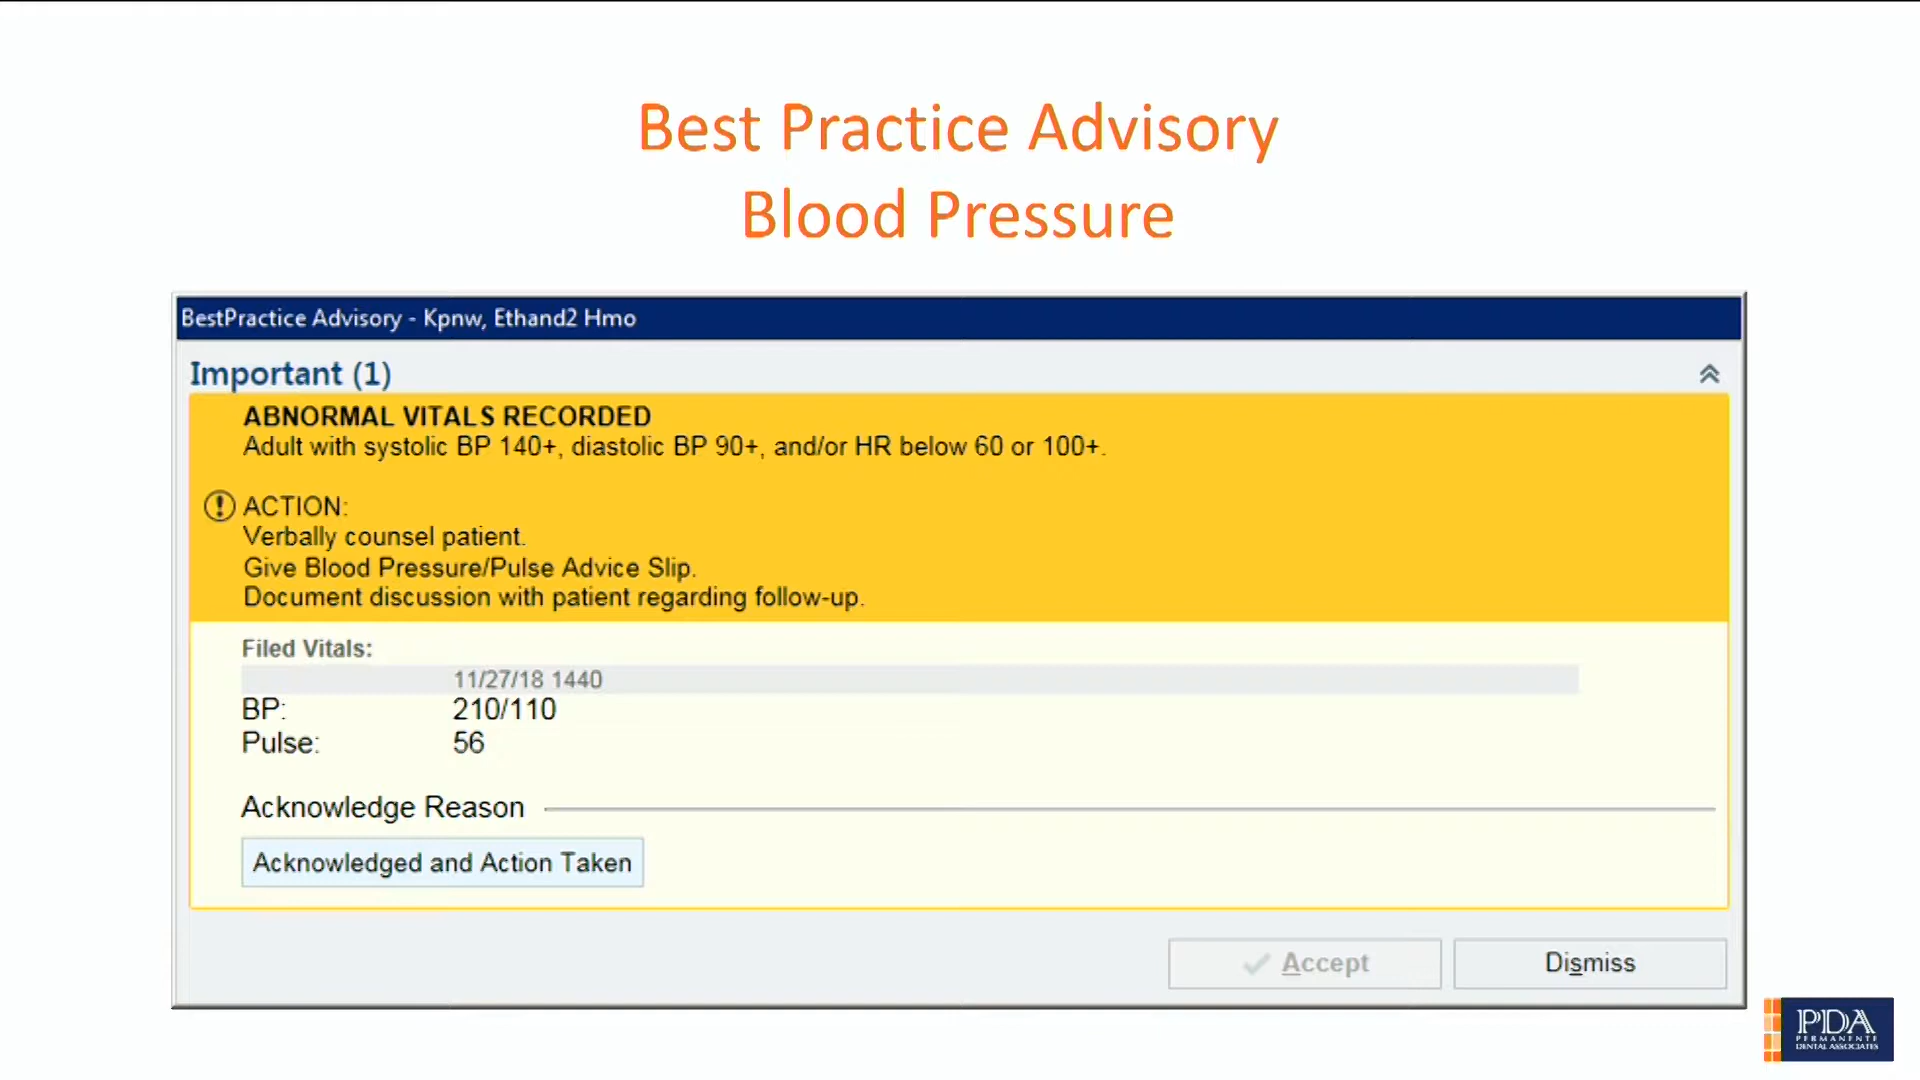 Best Practice Advisory
Blood Pressure
BestPractice Advisory - Kpnw, Ethand2 Hmo
Important (1)
ABNORMAL VITALS RECORDED
Adult with systolic BP 140+, diastolic BP 90+, and/or HR below 60 or 100+.
ACTION:
Verbally counsel patient.
Give Blood Pressure/Pulse Advice Slip.
Document discussion with patient regarding follow-up.
Filed Vitals:
11/27/18 1440
BP: 210/110
Pulse: 56
Acknowledge Reason
Acknowledged and Action Taken
Accept Dismiss
PDA
PERMANENTE
DENTAL ASSOCIATES